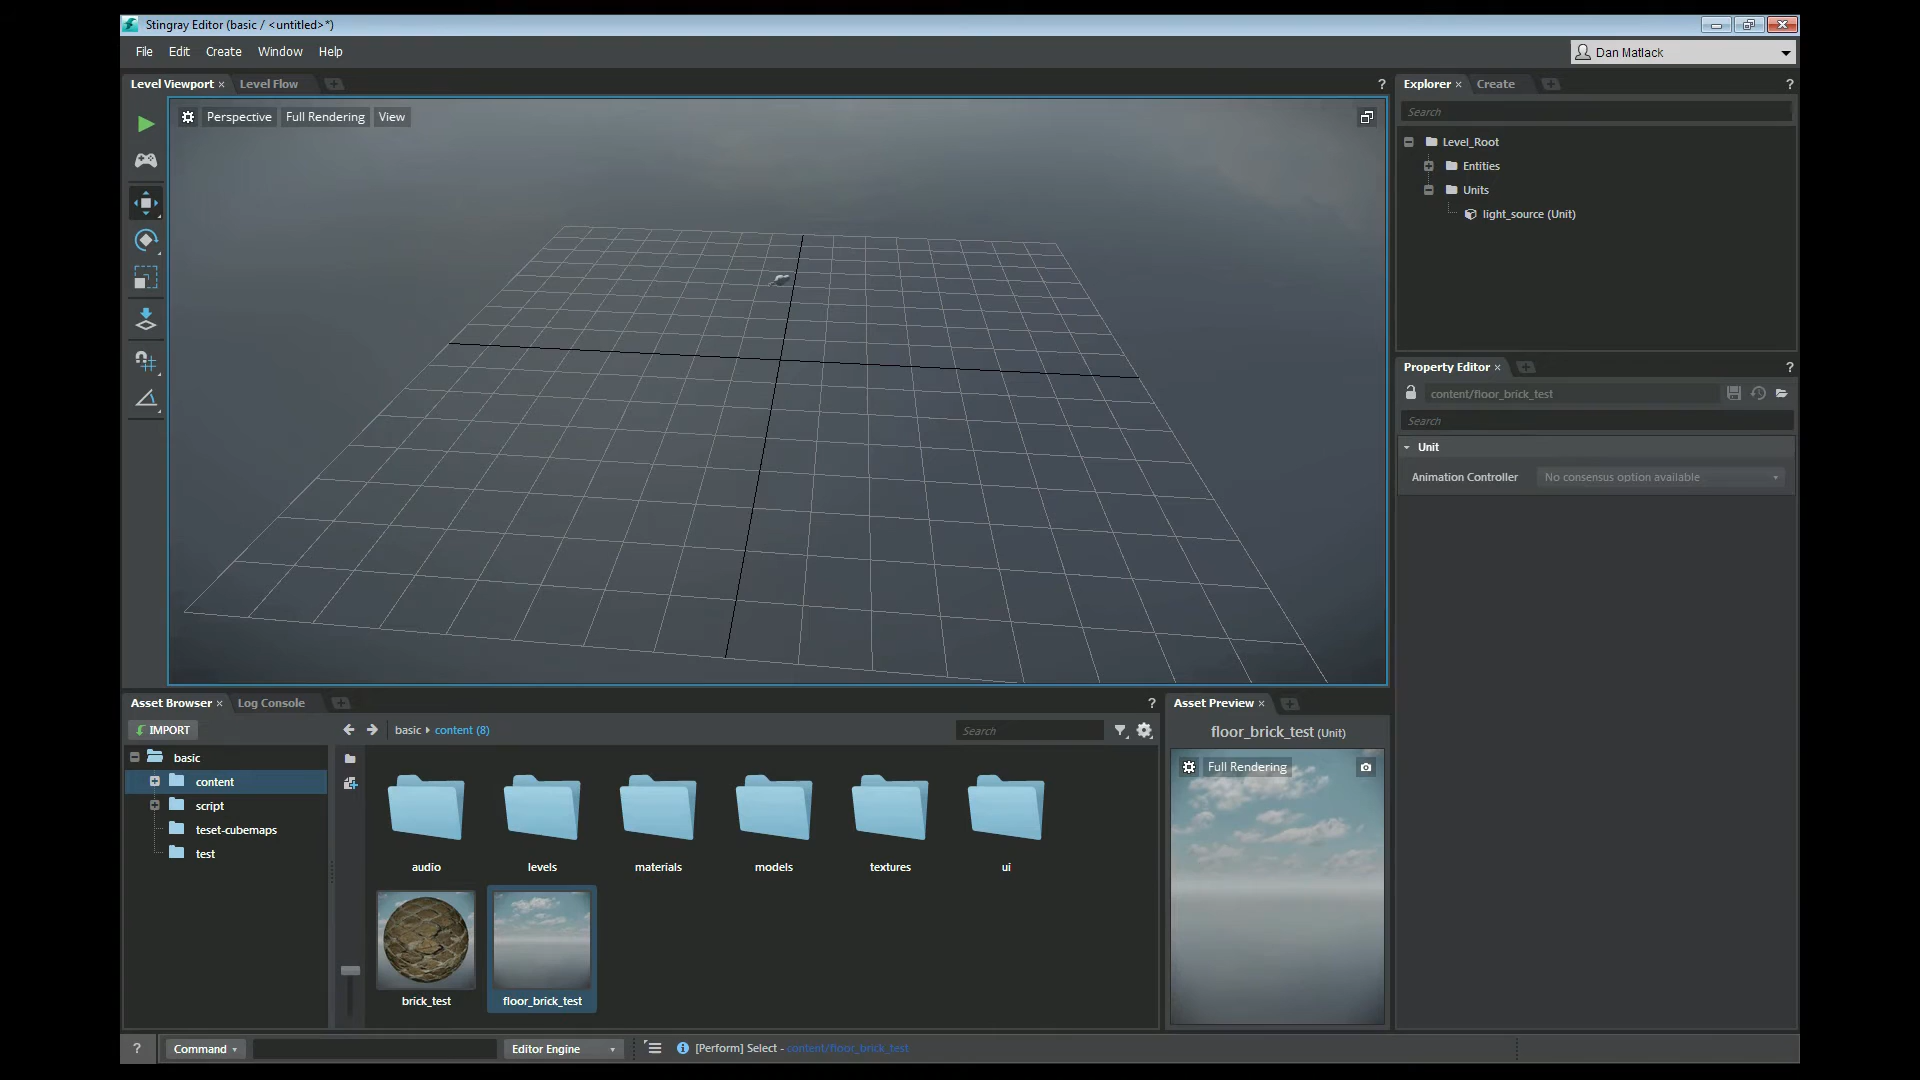 Stingray Editor (basic / <untitled>*)
File Edit Create Window Help
Dan Matlack
Level Viewport × Level Flow
?
Explorer × Create
?
Perspective Full Rendering View
Search
Level_Root
Entities
Units
light_source (Unit)
Property Editor ×
?
content/floor_brick_test
Search
Unit
Animation Controller No consensus option available
Asset Browser × Log Console
?
Asset Preview ×
IMPORT
basic content (8)
Search
floor_brick_test (Unit)
Full Rendering
basic
content
script
teset-cubemaps
test
audio levels materials models textures ui
brick_test floor_brick_test
? Command Editor Engine [Perform] Select - content/floor_brick_test